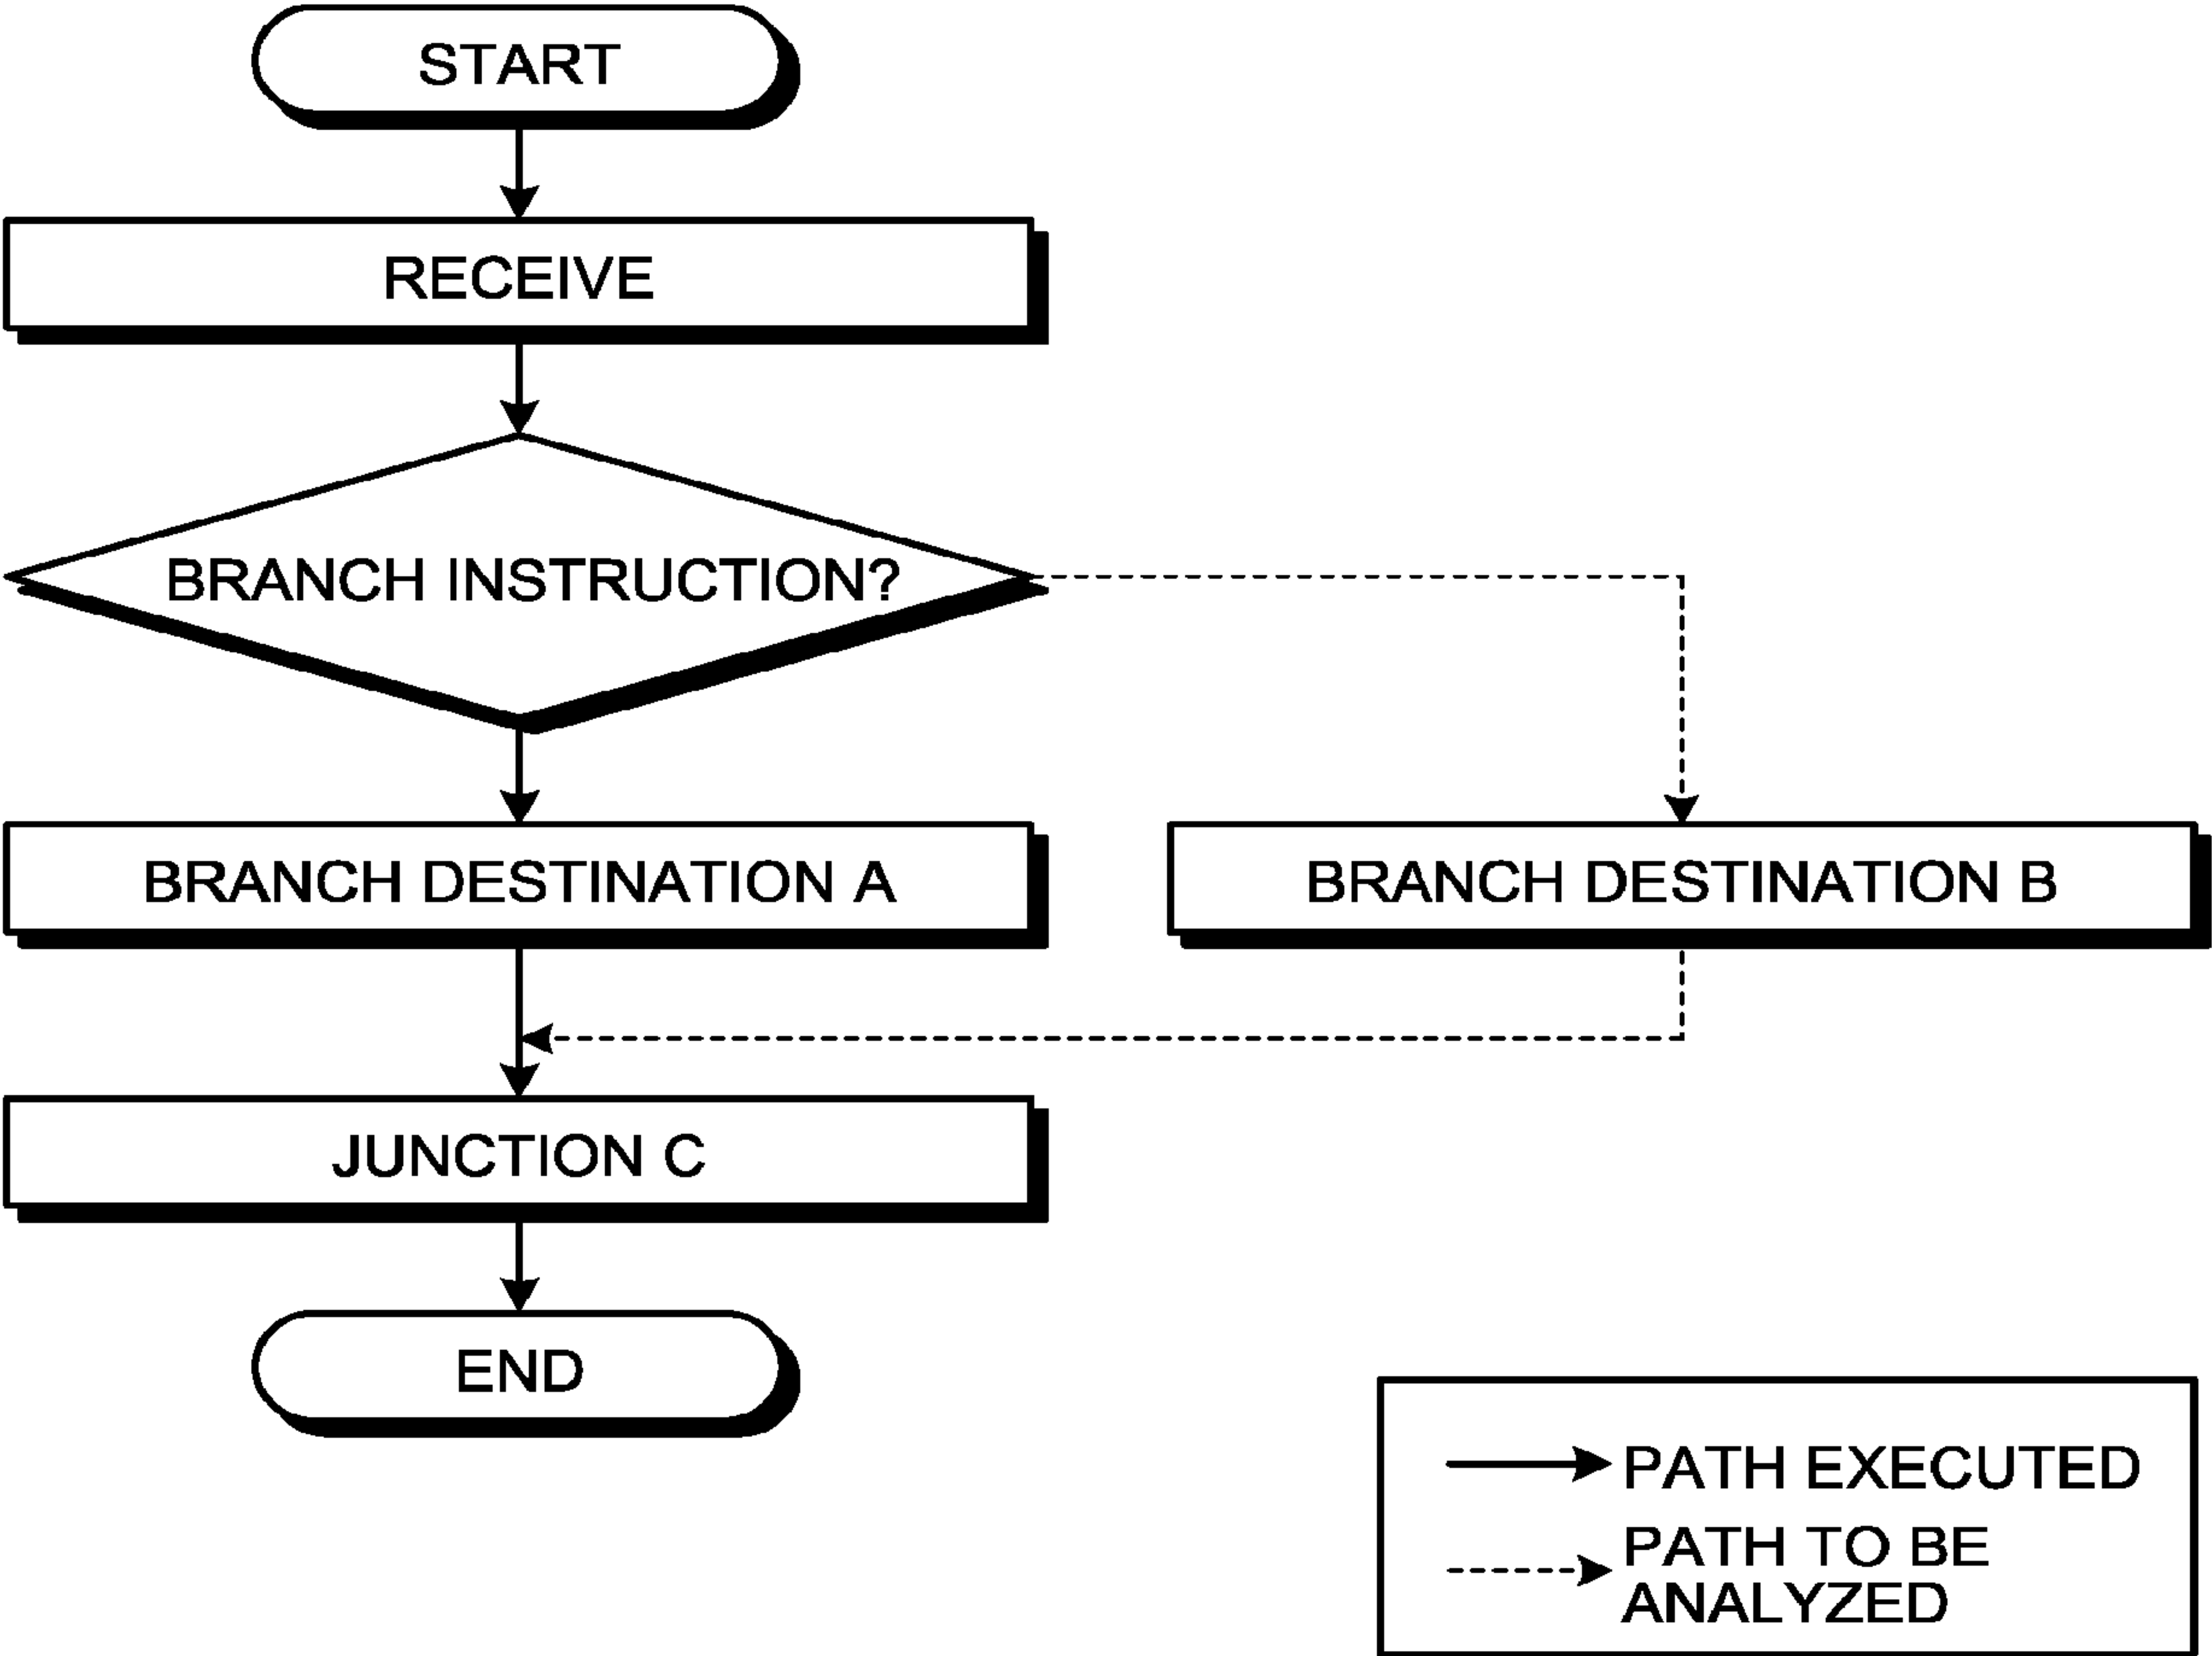 START
RECEIVE
BRANCH INSTRUCTION?
BRANCH DESTINATION A
BRANCH DESTINATION B
JUNCTION C
END
PATH EXECUTED
PATH TO BE
ANALYZED